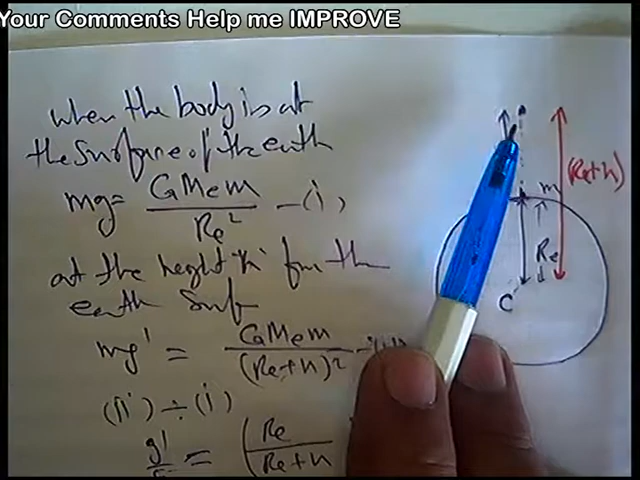 Your Comments Help me IMPROVE
when the body is at
the surface of the earth
mg = GMem / Re² - (i)
at the height 'h' from the
earth surf
mg' = GMem / (Re+h)²
(ii) ÷ (i)
g' = (Re / Re+h
m
(Re+h)
Re
C